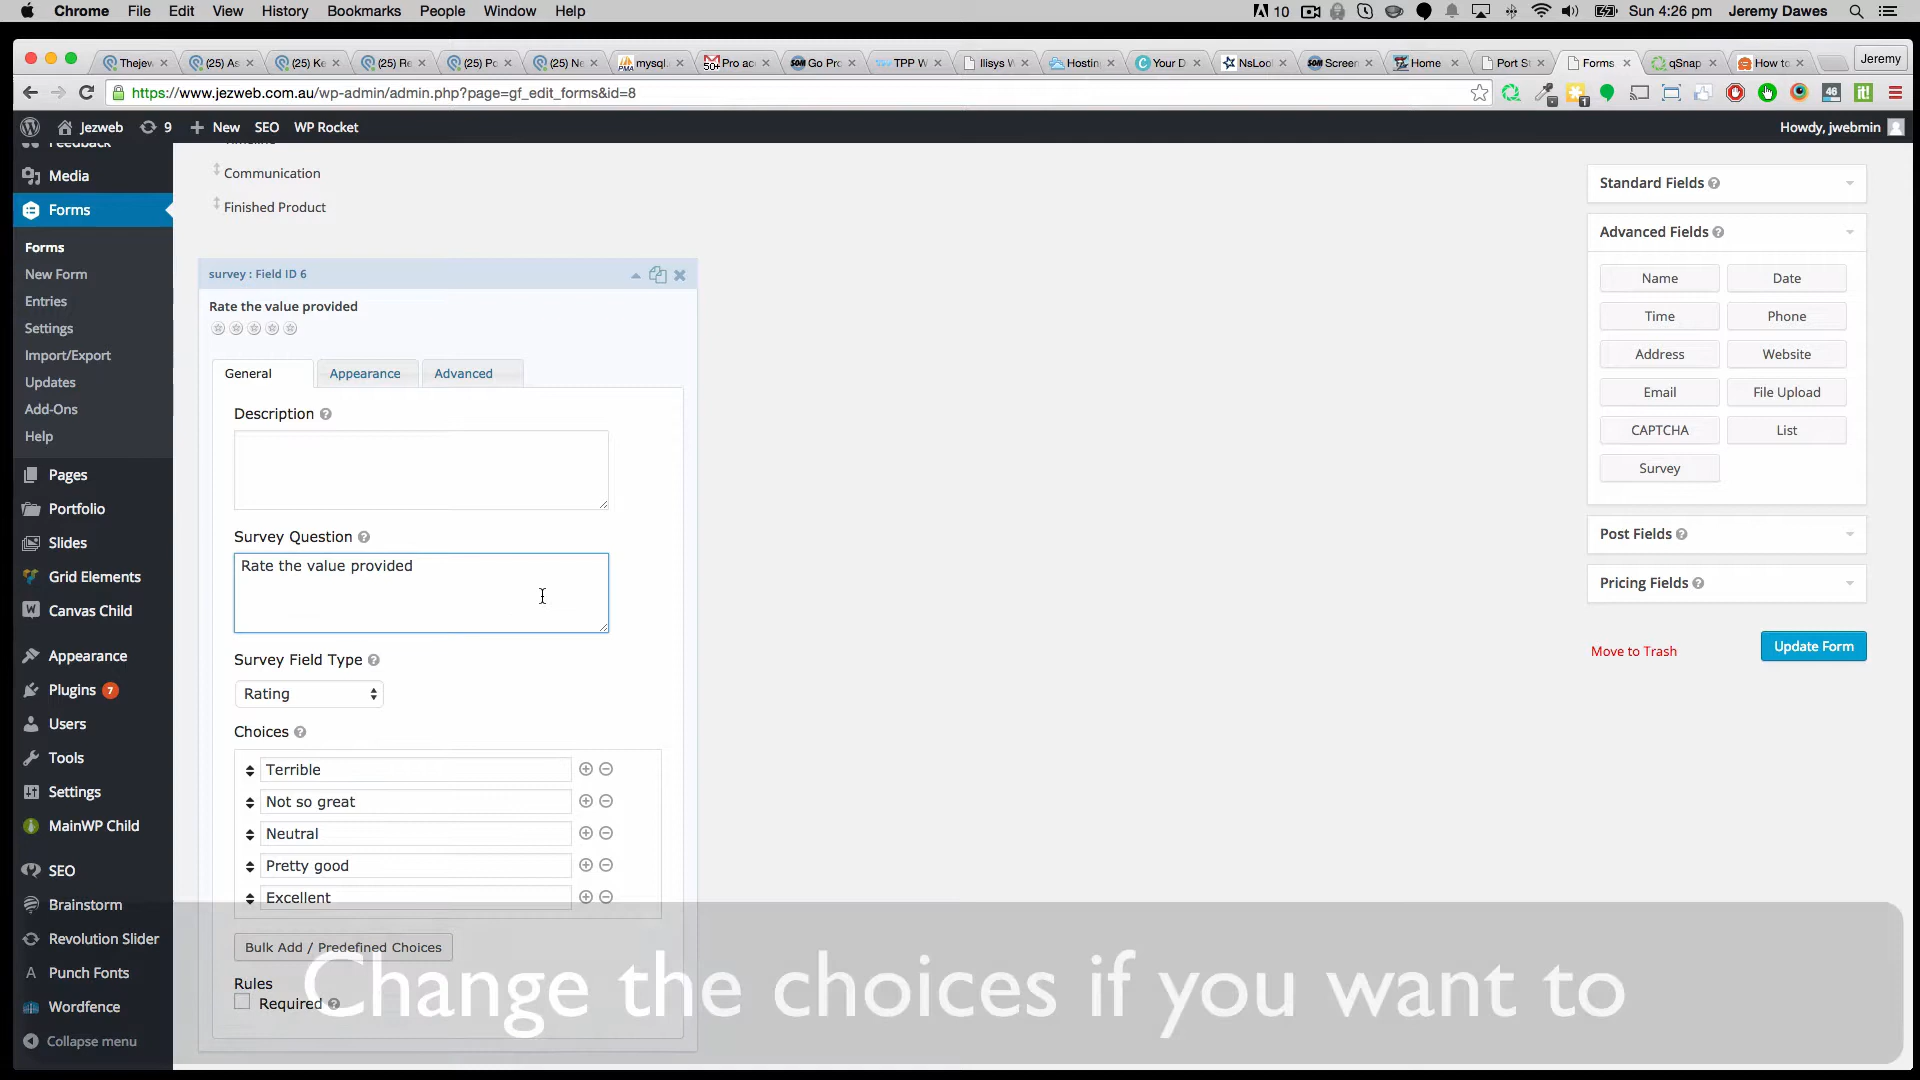 Chrome File Edit View History Bookmarks People Window Help 10 Sun 4:26 pm Jeremy Dawes
Thejew (25) As (25) Ke (25) Re (25) Po (25) Ne mysql. Pro ac Go Pro TPP W Ilisys W Hosting Your D NsLoo Screen Home Port St Forms qSnap How to Jeremy
https://www.jezweb.com.au/wp-admin/admin.php?page=gf_edit_forms&id=8
Jezweb 9 New SEO WP Rocket Howdy, jwebmin
Feedback
Media
Forms
Forms
New Form
Entries
Settings
Import/Export
Updates
Add-Ons
Help
Pages
Portfolio
Slides
Grid Elements
Canvas Child
Appearance
Plugins 7
Users
Tools
Settings
MainWP Child
SEO
Brainstorm
Revolution Slider
Punch Fonts
Wordfence
Collapse menu
Timeline
Communication
Finished Product
survey : Field ID 6
Rate the value provided
General Appearance Advanced
Description
Survey Question
Rate the value provided
Survey Field Type
Rating
Choices
Terrible
Not so great
Neutral
Pretty good
Excellent
Bulk Add / Predefined Choices
Rules
Required
Standard Fields
Advanced Fields
Name Date
Time Phone
Address Website
Email File Upload
CAPTCHA List
Survey
Post Fields
Pricing Fields
Move to Trash Update Form
Change the choices if you want to